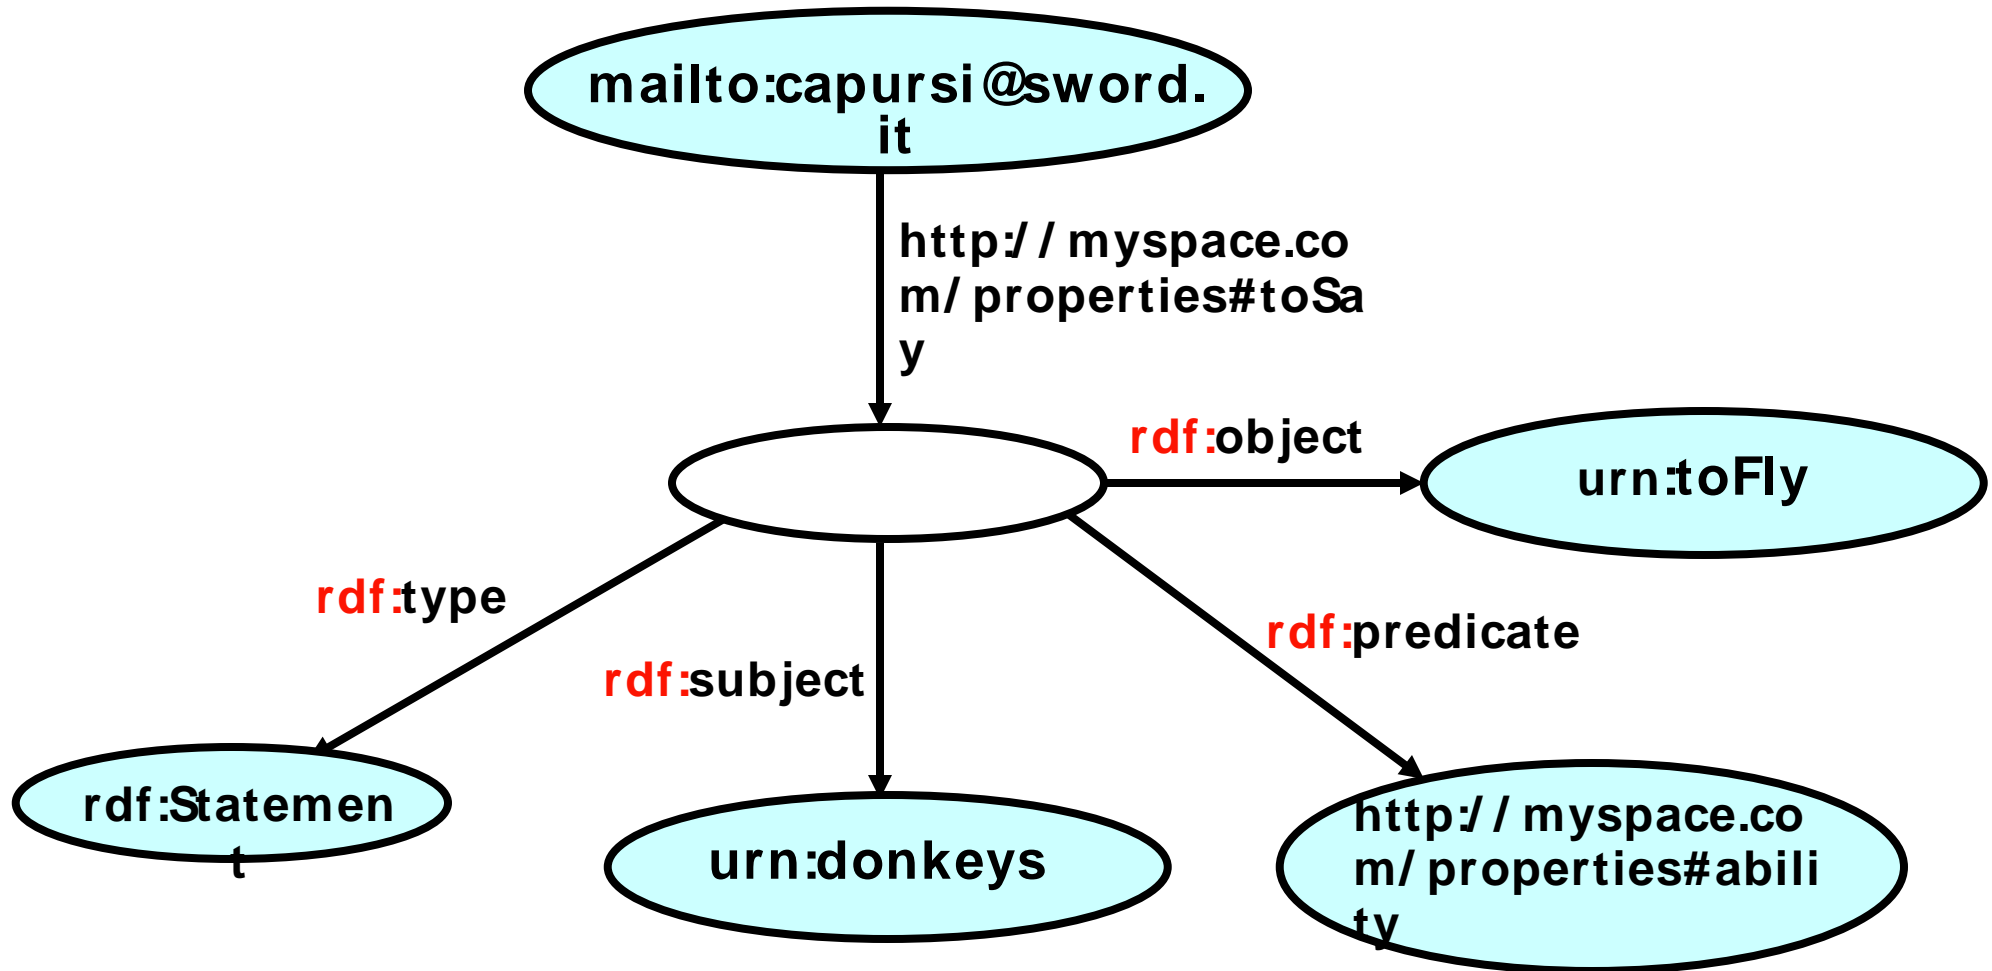 mailto:capursi@sword.
it
http://myspace.co
m/properties#toSa
y
rdf:object
urn:toFly
rdf:type
rdf:predicate
rdf:subject
rdf:Statemen
t
urn:donkeys
http://myspace.co
m/properties#abili
ty